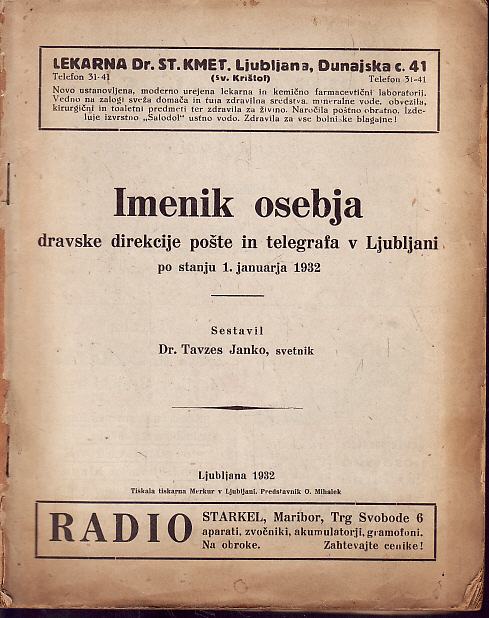 LEKARNA Dr. ST. KMET, Ljubljana, Dunajska c. 41
Telefon 31-41 (Sv. Krištof) Telefon 31-41
Novo ustanovljena, moderno urejena lekarna in kemično farmacevtični laboratorij.
Vedno na zalogi sveža domača in tuja zdravilna sredstva, mineralne vode, obvezila,
kirurgični in toaletni predmeti ter zdravila za živino. Naročila poštno obratno. Izde-
luje izvrstno „Salodol" ustno vodo. Zdravila za vse bolniške blagajne!
Imenik osebja
dravske direkcije pošte in telegrafa v Ljubljani
po stanju 1. januarja 1932
Sestavil
Dr. Tavzes Janko, svetnik
Ljubljana 1932
Tiskala tiskarna Merkur v Ljubljani. Predstavnik O. Mihalek
RADIO STARKEL, Maribor, Trg Svobode 6
aparati, zvočniki, akumulatorji, gramofoni.
Na obroke. Zahtevajte cenike!